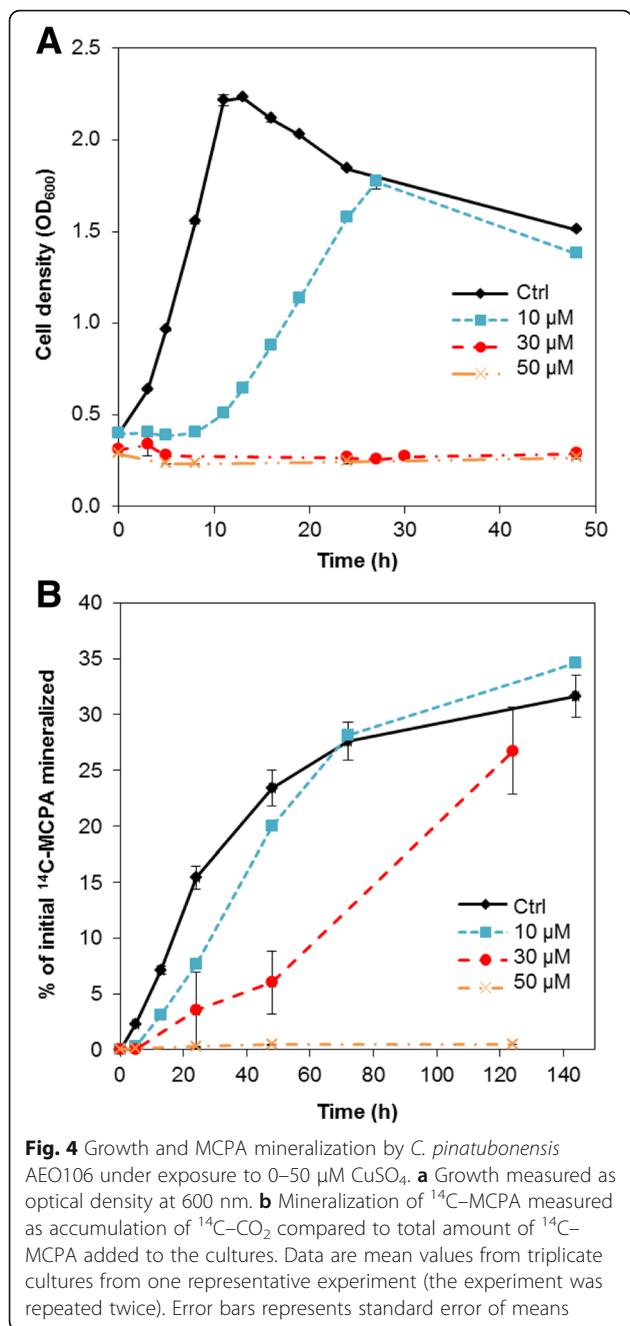 A
2.5
2.0
1.5
1.0
0.5
0.0
Cell density (OD₆₀₀)
Ctrl
10 µM
30 µM
50 µM
0 10 20 30 40 50
Time (h)
B
40
35
30
25
20
15
10
5
0
% of initial ¹⁴C-MCPA mineralized
Ctrl
10 µM
30 µM
50 µM
0 20 40 60 80 100 120 140
Time (h)
Fig. 4 Growth and MCPA mineralization by C. pinatubonensis
AEO106 under exposure to 0–50 µM CuSO₄. a Growth measured as
optical density at 600 nm. b Mineralization of ¹⁴C–MCPA measured
as accumulation of ¹⁴C–CO₂ compared to total amount of ¹⁴C–
MCPA added to the cultures. Data are mean values from triplicate
cultures from one representative experiment (the experiment was
repeated twice). Error bars represents standard error of means